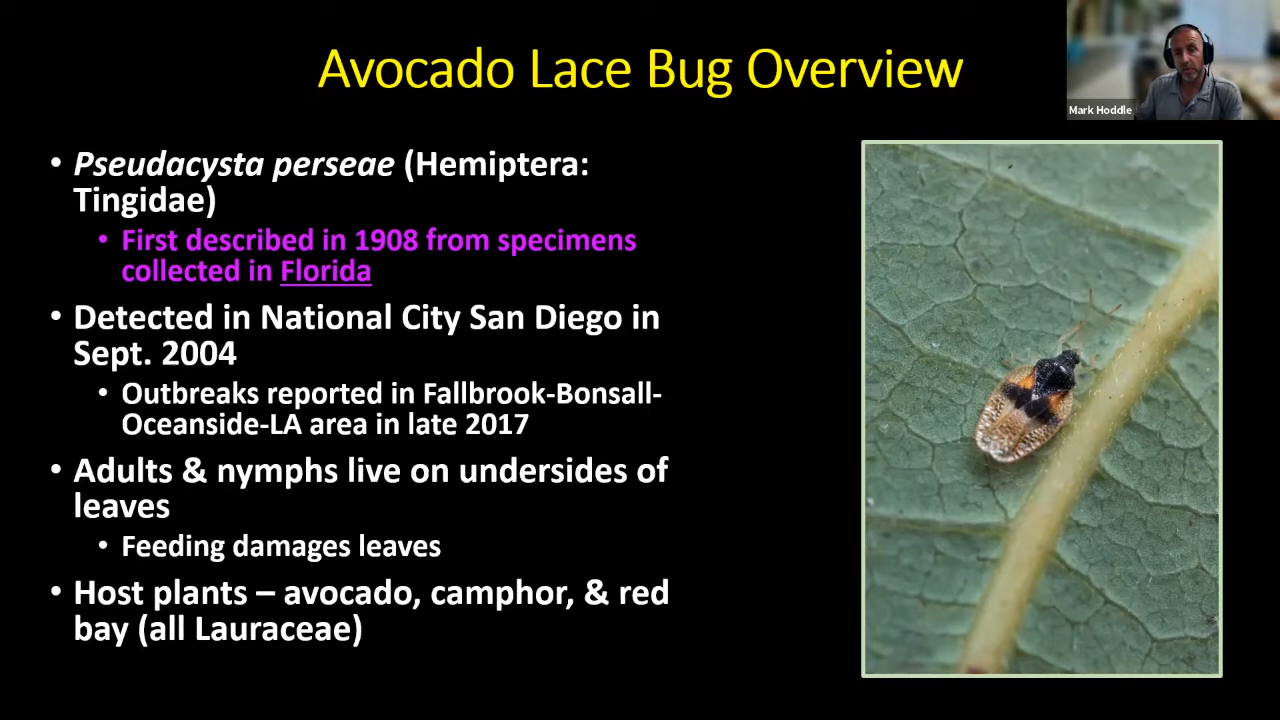 Avocado Lace Bug Overview
Mark Hoddle
• Pseudacysta perseae (Hemiptera:
Tingidae)
• First described in 1908 from specimens
collected in Florida
• Detected in National City San Diego in
Sept. 2004
• Outbreaks reported in Fallbrook-Bonsall-
Oceanside-LA area in late 2017
• Adults & nymphs live on undersides of
leaves
• Feeding damages leaves
• Host plants – avocado, camphor, & red
bay (all Lauraceae)